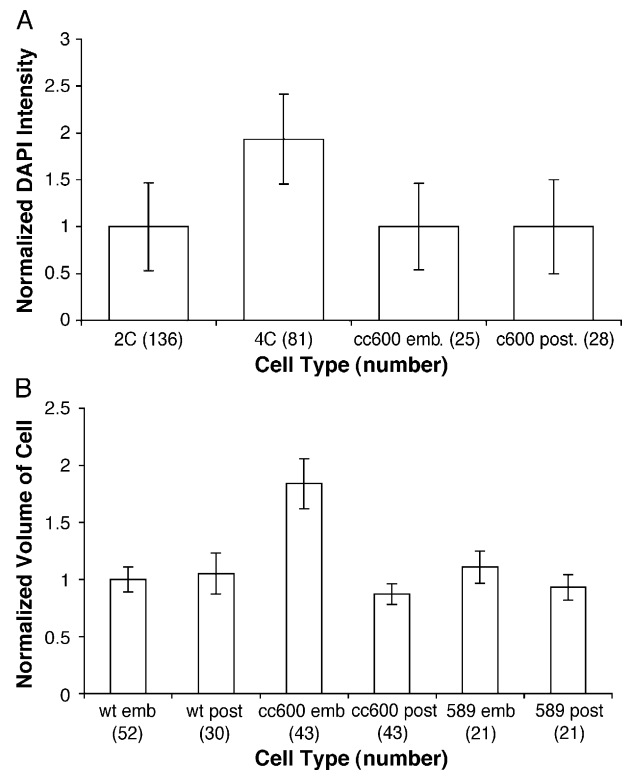 A
Normalized DAPI Intensity
3
2.5
2
1.5
1
0.5
0
2C (136)
4C (81)
cc600 emb. (25)
c600 post. (28)
Cell Type (number)
B
Normalized Volume of Cell
2.5
2
1.5
1
0.5
0
wt emb
(52)
wt post
(30)
cc600 emb
(43)
cc600 post
(43)
589 emb
(21)
589 post
(21)
Cell Type (number)